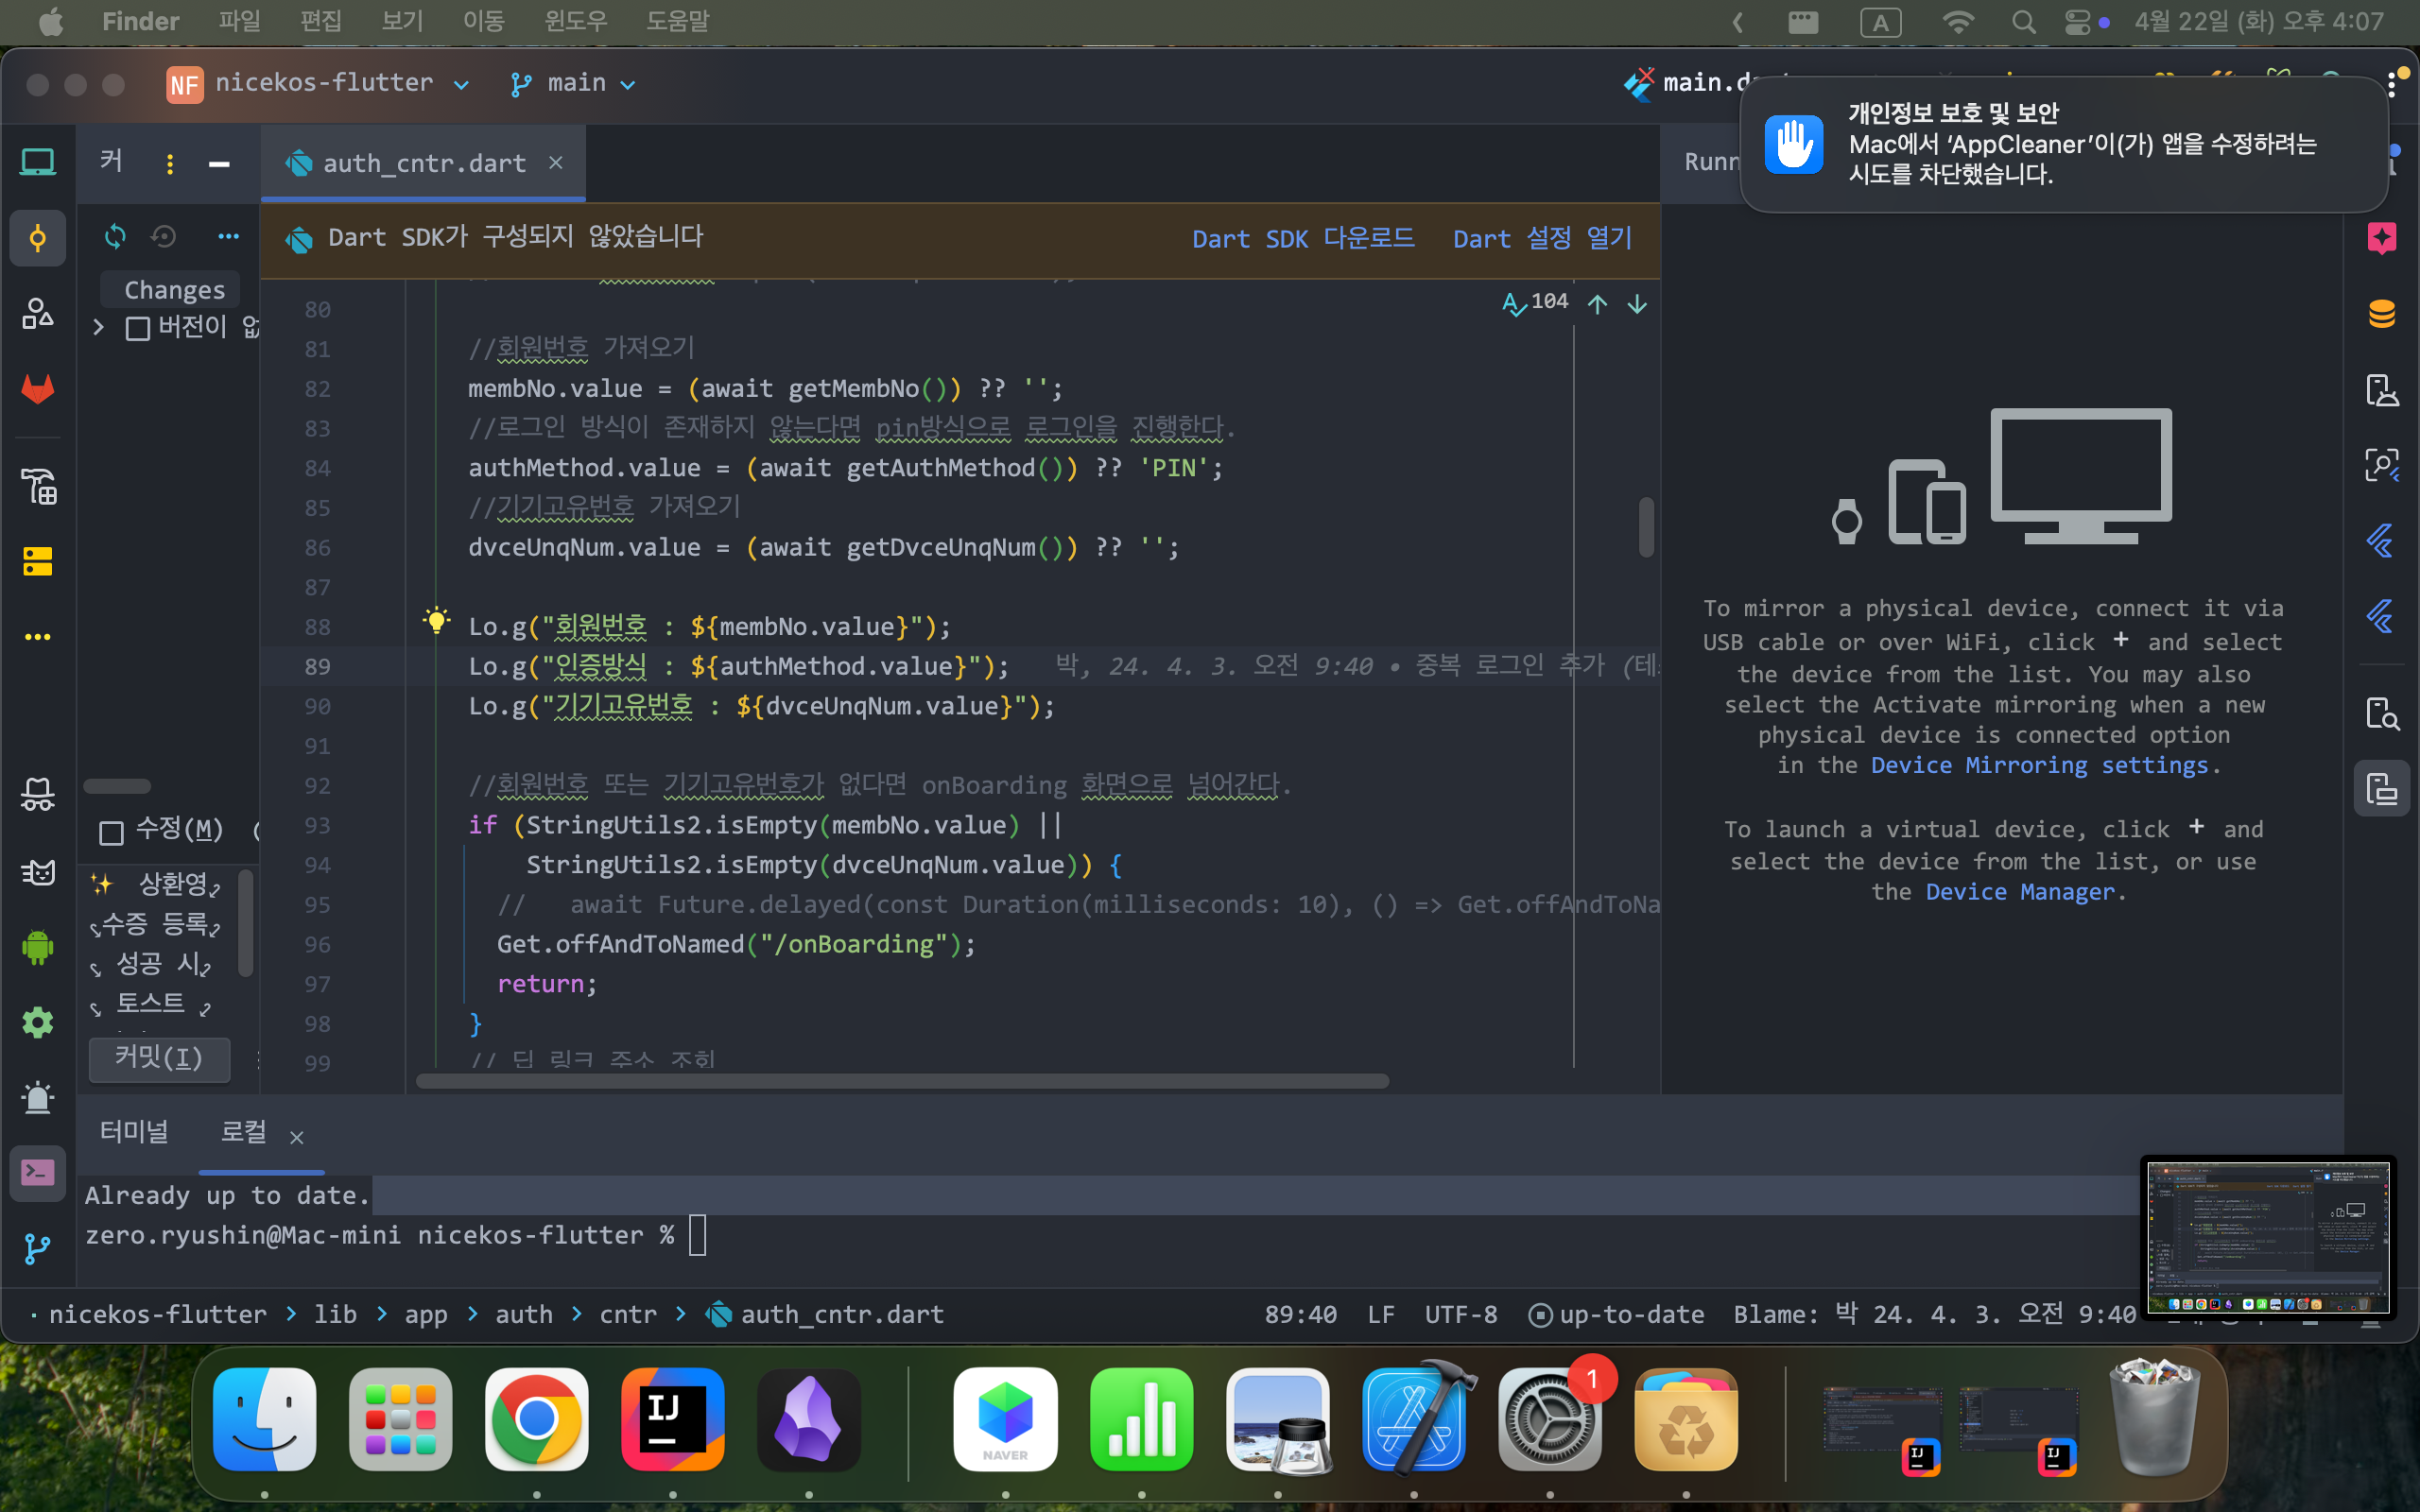 Finder 파일 편집 보기 이동 윈도우 도움말 A 4월 22일 (화) 오후 4:07
NF nicekos-flutter main
개인정보 보호 및 보안
Mac에서 ‘AppCleaner’이(가) 앱을 수정하려는
시도를 차단했습니다.
커 auth_cntr.dart
Dart SDK가 구성되지 않았습니다 Dart SDK 다운로드 Dart 설정 열기
Changes
버전이
104
80
81 //회원번호 가져오기
82 membNo.value = (await getMembNo()) ?? '';
83 //로그인 방식이 존재하지 않는다면 pin방식으로 로그인을 진행한다.
84 authMethod.value = (await getAuthMethod()) ?? 'PIN';
85 //기기고유번호 가져오기
86 dvceUnqNum.value = (await getDvceUnqNum()) ?? '';
87
88 Lo.g("회원번호 : ${membNo.value}");
89 Lo.g("인증방식 : ${authMethod.value}"); 박, 24. 4. 3. 오전 9:40 • 중복 로그인 추가
90 Lo.g("기기고유번호 : ${dvceUnqNum.value}");
91
92 //회원번호 또는 기기고유번호가 없다면 onBoarding 화면으로 넘어간다.
93 if (StringUtils2.isEmpty(membNo.value) ||
94 StringUtils2.isEmpty(dvceUnqNum.value)) {
95 // await Future.delayed(const Duration(milliseconds: 10), () => Get.offAndToNa
96 Get.offAndToNamed("/onBoarding");
97 return;
98 }
99 // 딥 링크 주소 조회
수정(M)
✨ 상환영
수증 등록
성공 시
토스트
커밋(I)
To mirror a physical device, connect it via
USB cable or over WiFi, click + and select
the device from the list. You may also
select the Activate mirroring when a new
physical device is connected option
in the Device Mirroring settings.
To launch a virtual device, click + and
select the device from the list, or use
the Device Manager.
터미널 로컬
Already up to date.
zero.ryushin@Mac-mini nicekos-flutter %
nicekos-flutter > lib > app > auth > cntr > auth_cntr.dart 89:40 LF UTF-8 up-to-date Blame: 박 24. 4. 3. 오전 9:40
IJ NAVER 1 IJ IJ